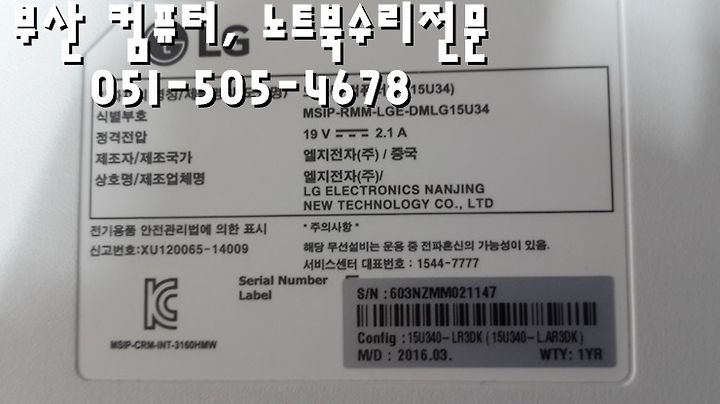 부산 컴퓨터, 노트북수리전문
LG
051-505-4678
(15U34)
식별부호 MSIP-RMM-LGE-DMLG15U34
정격전압 19 V ⎓ 2.1 A
제조자/제조국가 엘지전자(주) / 중국
상호명/제조업체명 엘지전자(주)/
LG ELECTRONICS NANJING
NEW TECHNOLOGY CO., LTD
전기용품 안전관리법에 의한 표시 * 주의사항 *
신고번호:XU120065-14009 해당 무선설비는 운용 중 전파혼신의 가능성이 있음.
서비스센터 대표번호 : 1544-7777
Serial Number
Label
S/N : 603NZMM021147
MSIP-CRM-INT-3160HMW
Config : 15U340-LR3DK ( 15U340-L.AR3DK )
M/D : 2016.03. WTY: 1YR